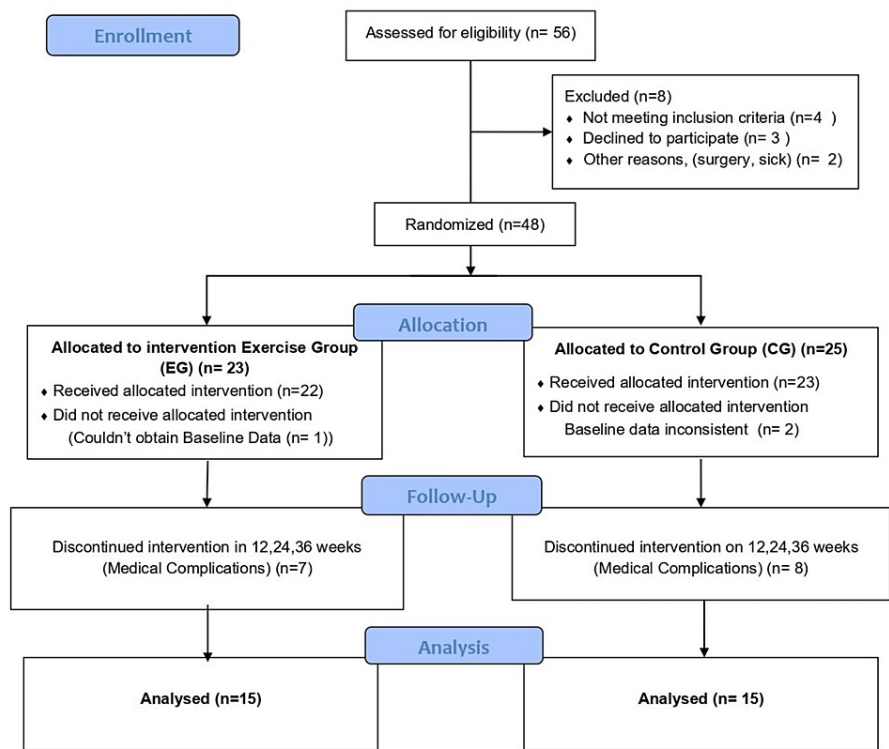 Enrollment
Assessed for eligibility (n= 56)
Excluded (n=8)
♦ Not meeting inclusion criteria (n=4 )
♦ Declined to participate (n= 3 )
♦ Other reasons, (surgery, sick) (n= 2)
Randomized (n=48)
Allocation
Allocated to intervention Exercise Group
(EG) (n= 23)
♦ Received allocated intervention (n=22)
♦ Did not receive allocated intervention
(Couldn't obtain Baseline Data (n= 1))
Allocated to Control Group (CG) (n=25)
♦ Received allocated intervention (n=23)
♦ Did not receive allocated intervention
Baseline data inconsistent (n= 2)
Follow-Up
Discontinued intervention in 12,24,36 weeks
(Medical Complications) (n=7)
Discontinued intervention on 12,24,36 weeks
(Medical Complications) (n= 8)
Analysis
Analysed (n=15)
Analysed (n= 15)